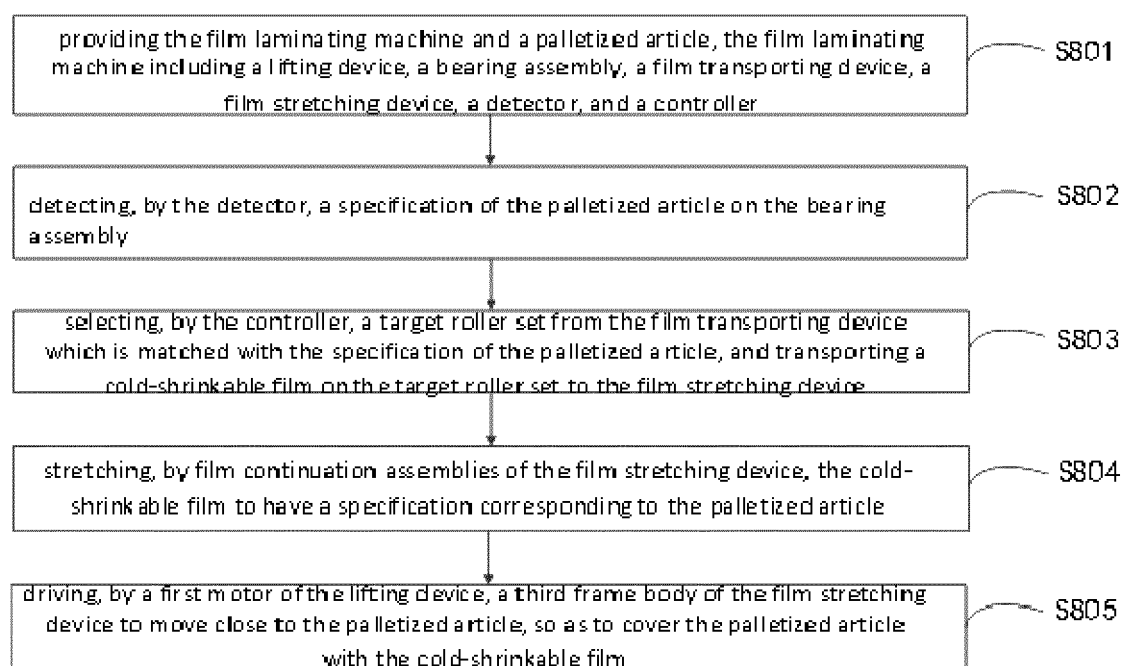 providing the film laminating machine and a palletized article, the film laminating
machine including a lifting device, a bearing assembly, a film transporting device, a
film stretching device, a detector, and a controller
S801
detecting, by the detector, a specification of the palletized article on the bearing
assembly
S802
selecting, by the controller, a target roller set from the film transporting device
which is matched with the specification of the palletized article, and transporting a
cold-shrinkable film on the target roller set to the film stretching device
S803
stretching, by film continuation assemblies of the film stretching device, the cold-
shrinkable film to have a specification corresponding to the palletized article
S804
driving, by a first motor of the lifting device, a third frame body of the film stretching
device to move close to the palletized article, so as to cover the palletized article
with the cold-shrinkable film
S805